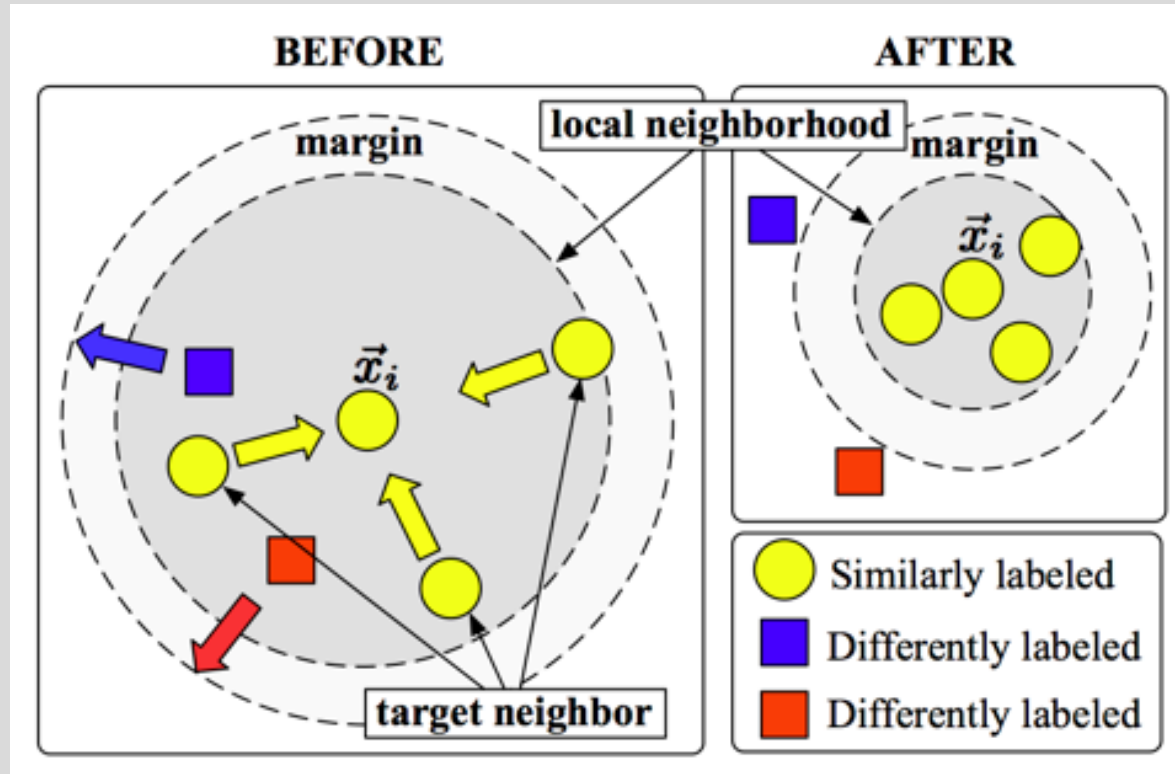 BEFORE
AFTER
local neighborhood
margin
margin
x⃗ᵢ
x⃗ᵢ
target neighbor
Similarly labeled
Differently labeled
Differently labeled